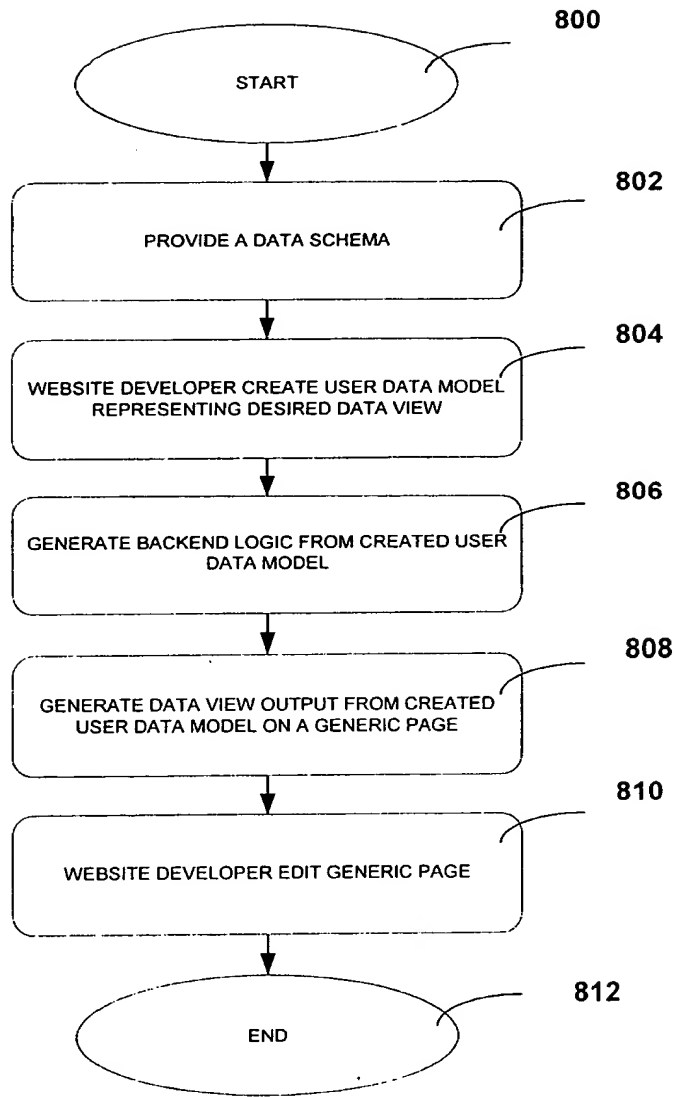 800
START
802
PROVIDE A DATA SCHEMA
804
WEBSITE DEVELOPER CREATE USER DATA MODEL
REPRESENTING DESIRED DATA VIEW
806
GENERATE BACKEND LOGIC FROM CREATED USER
DATA MODEL
808
GENERATE DATA VIEW OUTPUT FROM CREATED
USER DATA MODEL ON A GENERIC PAGE
810
WEBSITE DEVELOPER EDIT GENERIC PAGE
812
END